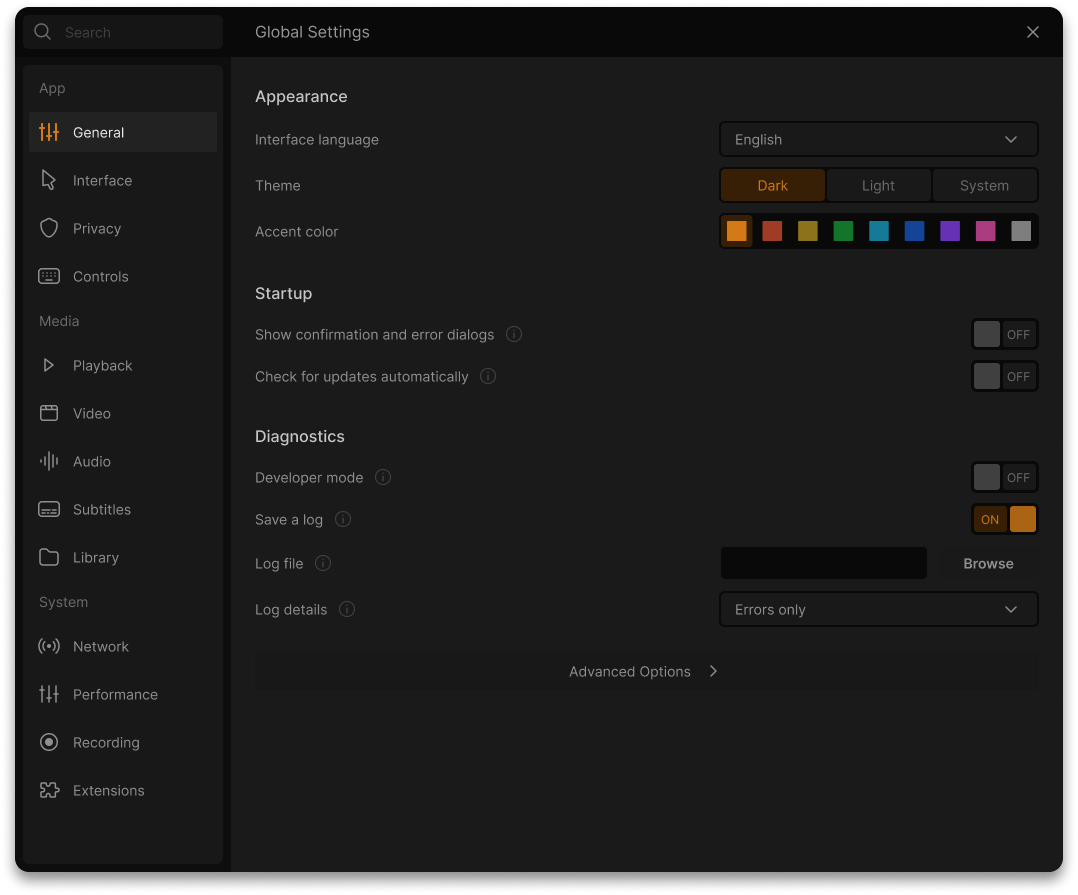 Search
Global Settings
App
General
Interface
Privacy
Controls
Media
Playback
Video
Audio
Subtitles
Library
System
Network
Performance
Recording
Extensions
Appearance
Interface language
English
Theme
Dark Light System
Accent color
Startup
Show confirmation and error dialogs
OFF
Check for updates automatically
OFF
Diagnostics
Developer mode
OFF
Save a log
ON
Log file
Browse
Log details
Errors only
Advanced Options